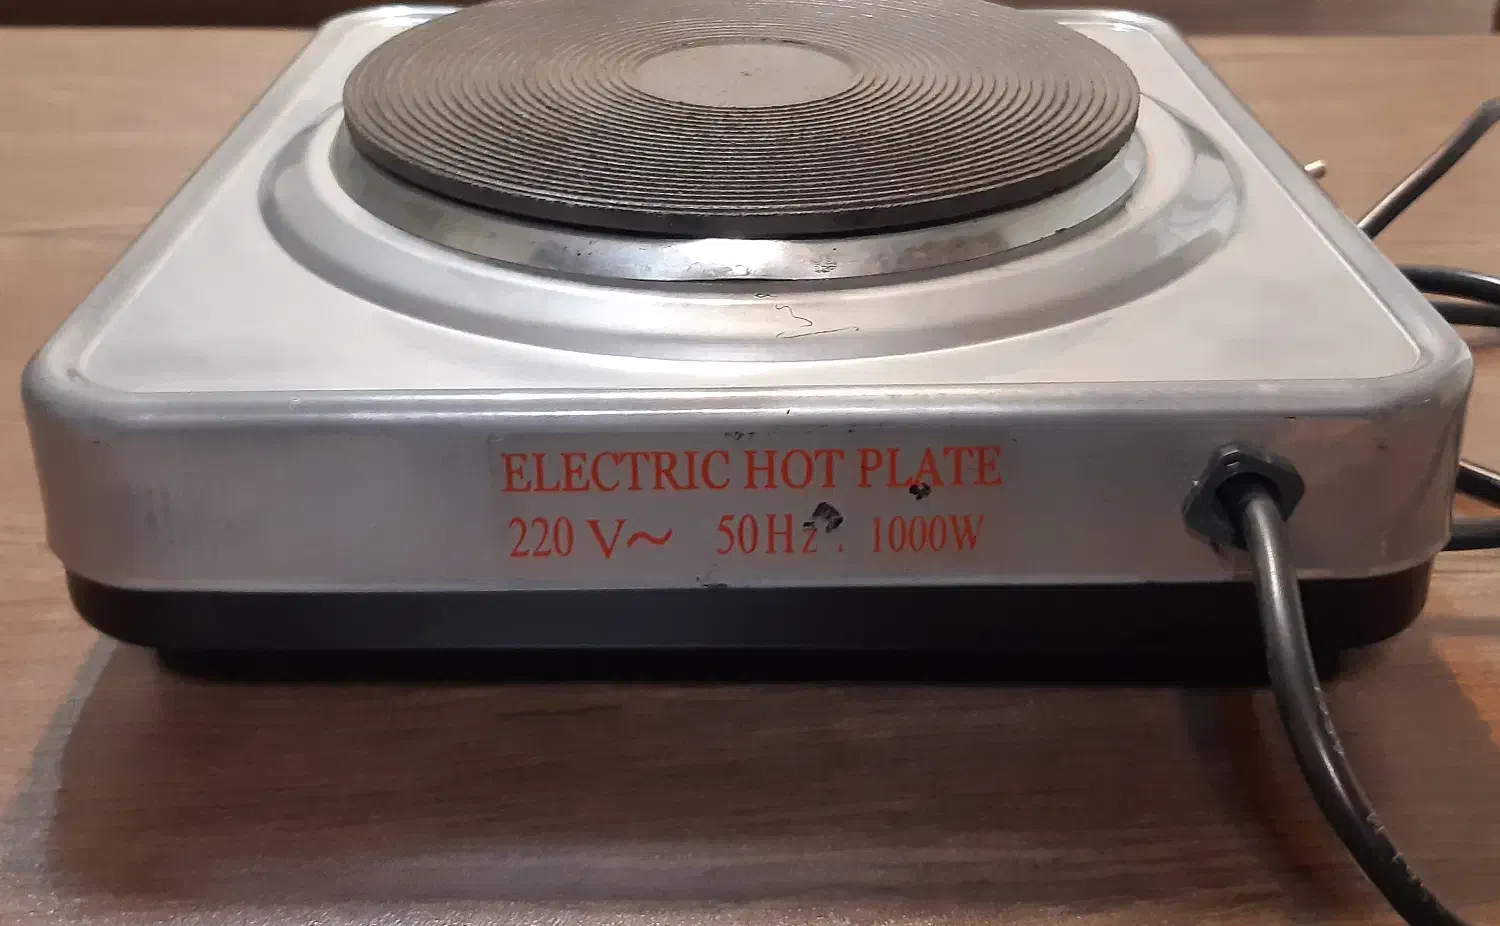 ELECTRIC HOT PLATE
220 V~ 50Hz. 1000W